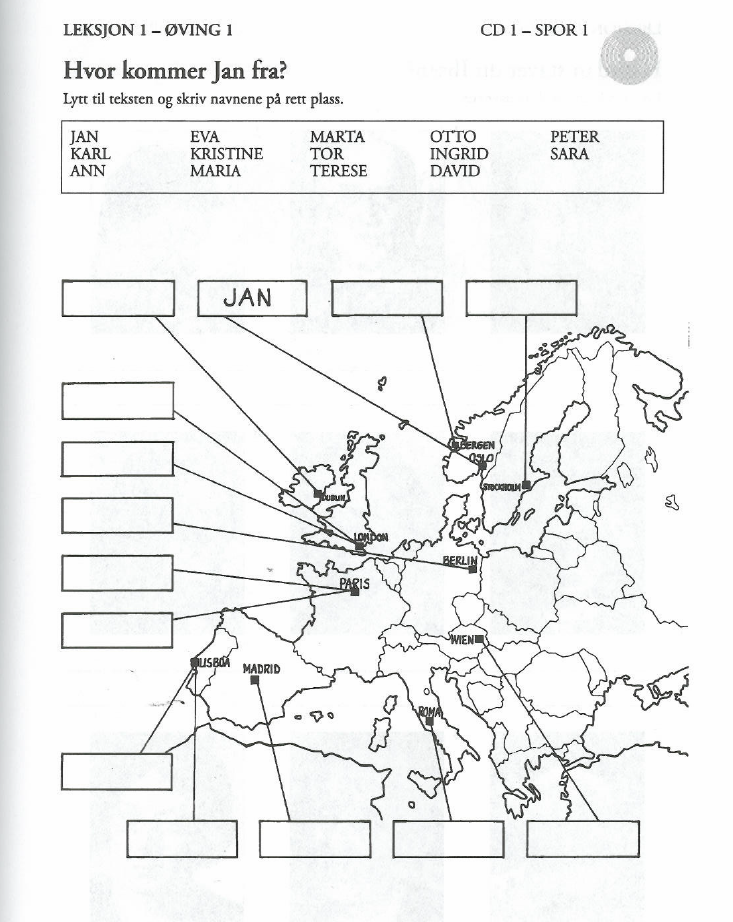 LEKSJON 1 – ØVING 1
CD 1 – SPOR 1
Hvor kommer Jan fra?
Lytt til teksten og skriv navnene på rett plass.
JAN EVA MARTA OTTO PETER
KARL KRISTINE TOR INGRID SARA
ANN MARIA TERESE DAVID
JAN
BERGEN
OSLO
STOCKHOLM
DUBLIN
LONDON
BERLIN
PARIS
WIEN
LISBOA
MADRID
ROMA